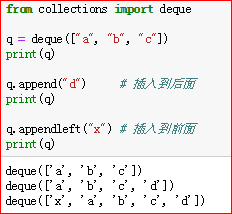 from collections import deque
q = deque(["a", "b", "c"])
print(q)
q.append("d")     # 插入到后面
print(q)
q.appendleft("x") # 插入到前面
print(q)
deque(['a', 'b', 'c'])
deque(['a', 'b', 'c', 'd'])
deque(['x', 'a', 'b', 'c', 'd'])